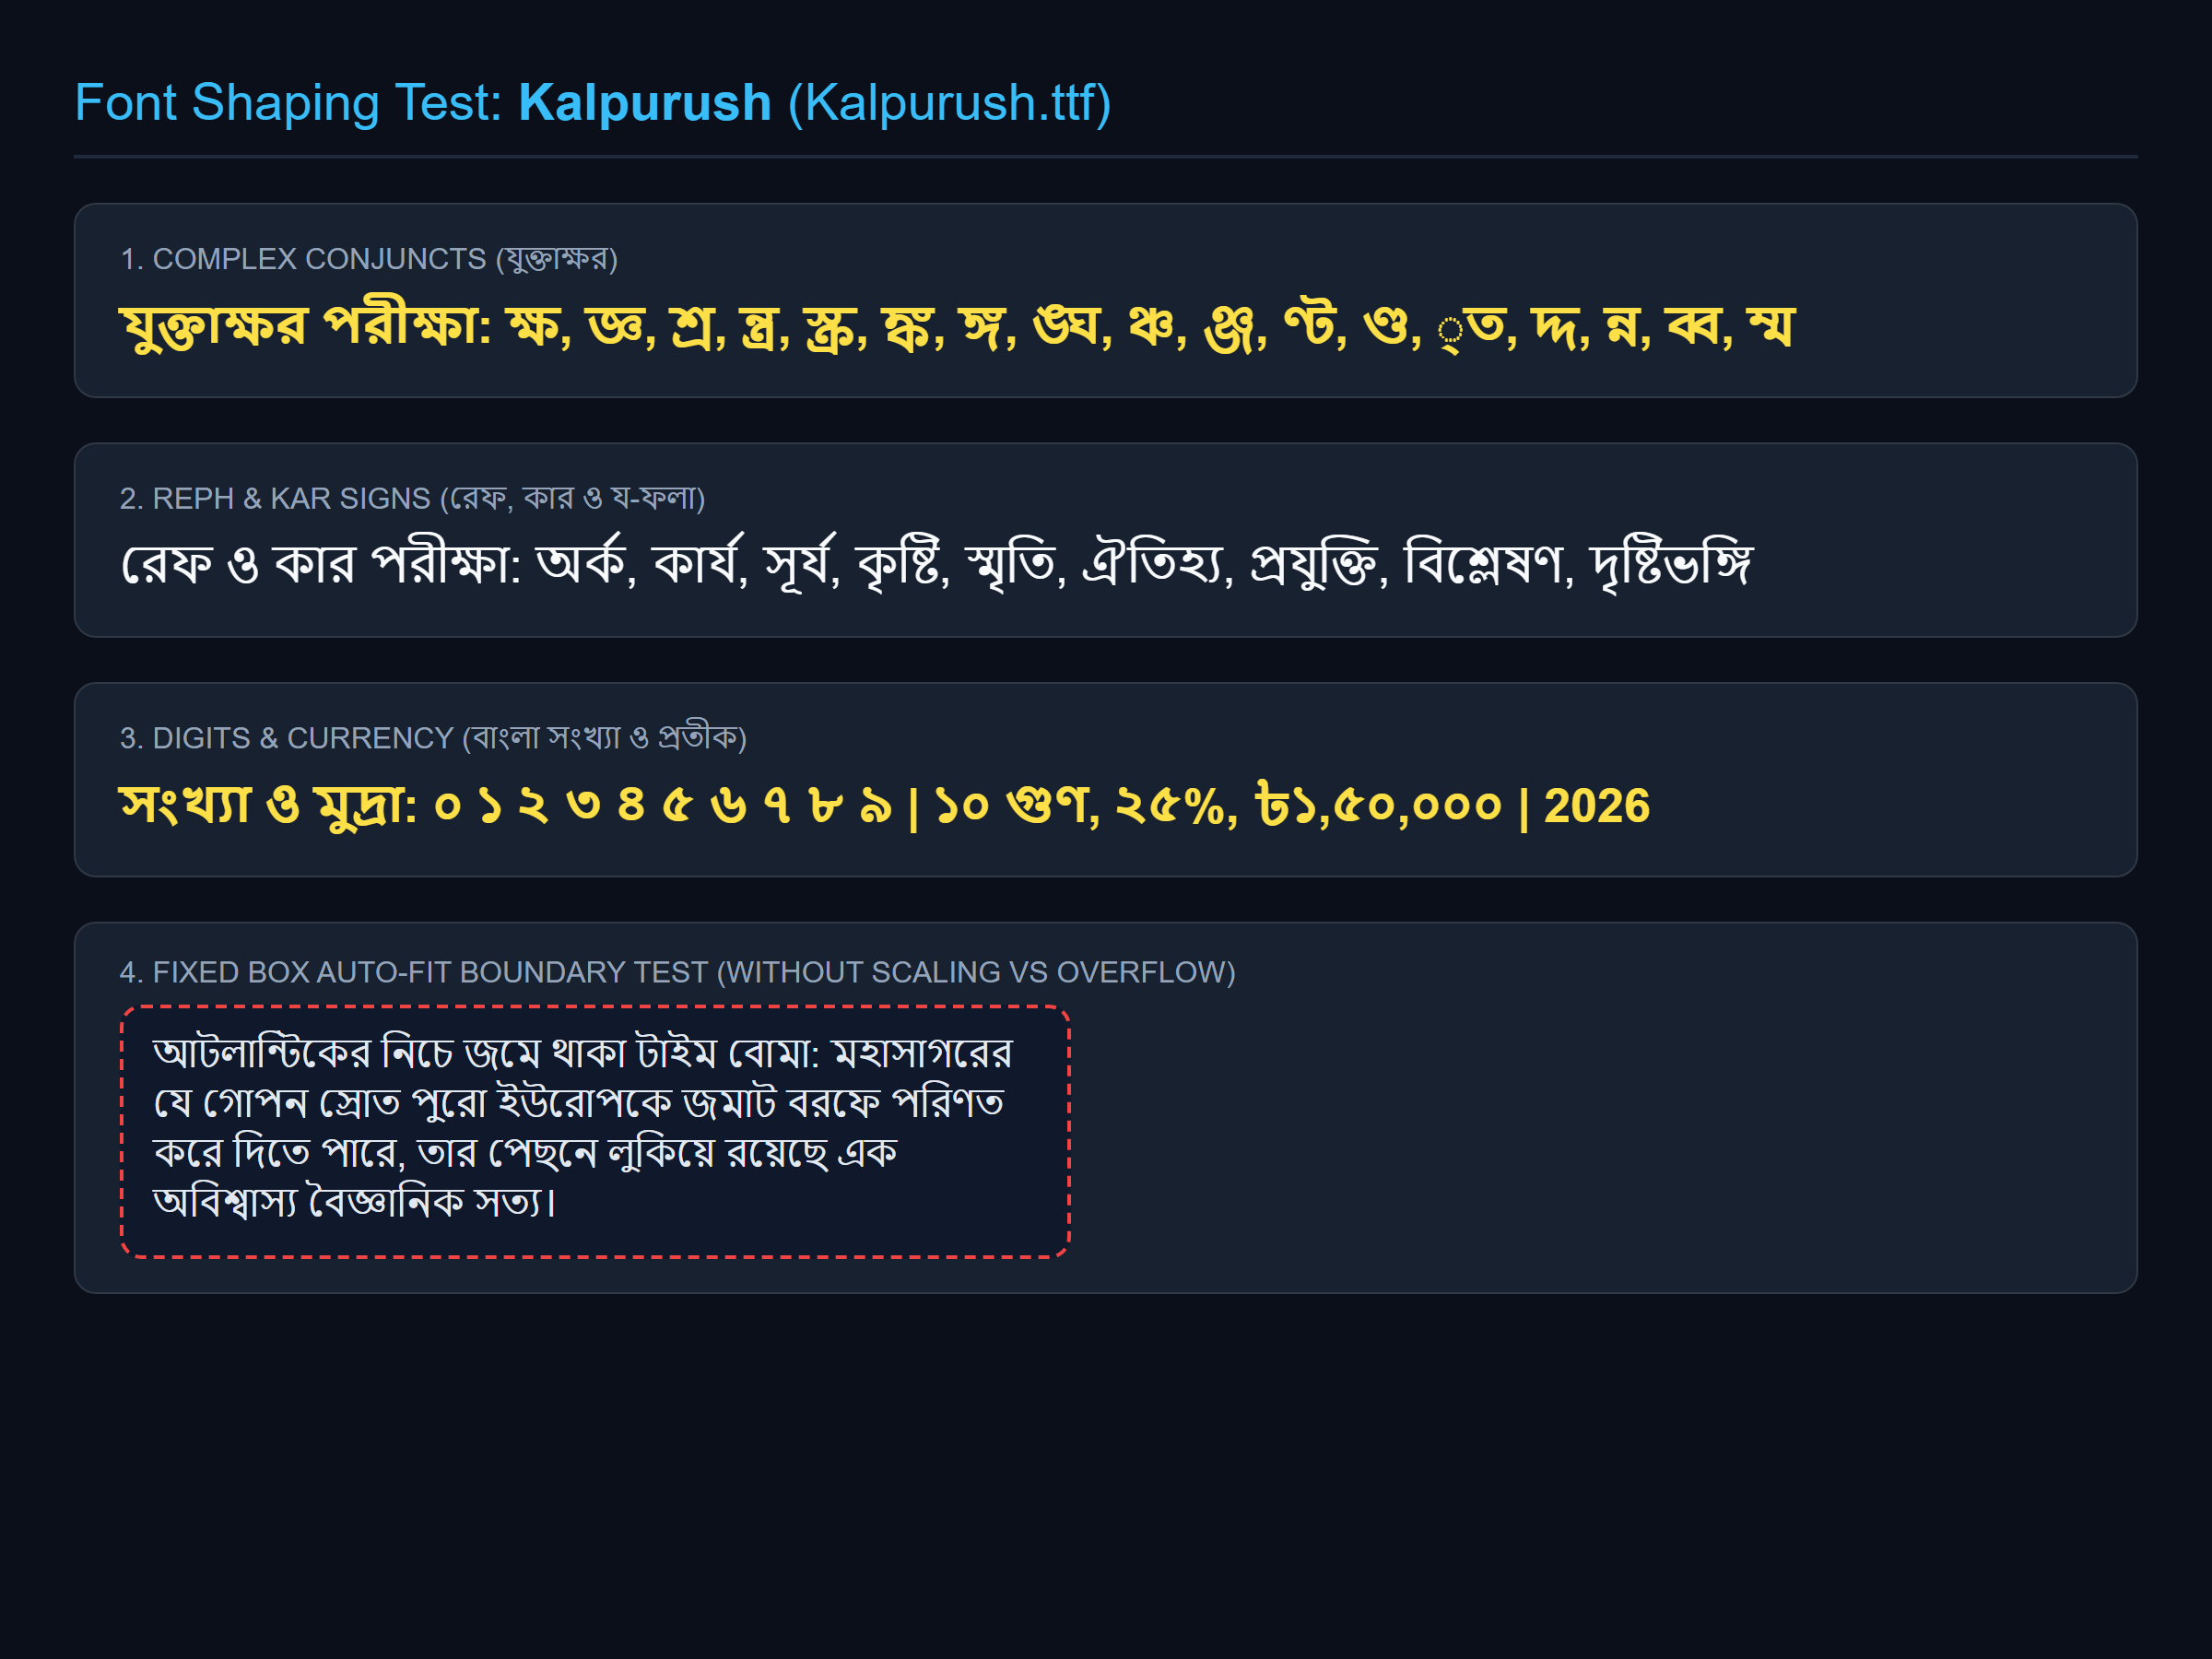 Font Shaping Test: Kalpurush (Kalpurush.ttf)
1. COMPLEX CONJUNCTS (যুক্তাক্ষর)
যুক্তাক্ষর পরীক্ষা: ক্ষ, জ্ঞ, শ্র, ন্ত্র, স্ক্র, ঙ্ক, ঙ্গ, ঙ্ঘ, ঞ্চ, ঞ্জ, ণ্ট, ণ্ড, ্ত, দ্দ, ন্ন, ব্ব, ম্ম
2. REPH & KAR SIGNS (রেফ, কার ও য-ফলা)
রেফ ও কার পরীক্ষা: অর্ক, কার্য, সূর্য, কৃষ্টি, স্মৃতি, ঐতিহ্য, প্রযুক্তি, বিশ্লেষণ, দৃষ্টিভঙ্গি
3. DIGITS & CURRENCY (বাংলা সংখ্যা ও প্রতীক)
সংখ্যা ও মুদ্রা: ০ ১ ২ ৩ ৪ ৫ ৬ ৭ ৮ ৯ | ১০ গুণ, ২৫%, ৳১,৫০,০০০ | 2026
4. FIXED BOX AUTO-FIT BOUNDARY TEST (WITHOUT SCALING VS OVERFLOW)
আটলান্টিকের নিচে জমে থাকা টাইম বোমা: মহাসাগরের
যে গোপন স্রোত পুরো ইউরোপকে জমাট বরফে পরিণত
করে দিতে পারে, তার পেছনে লুকিয়ে রয়েছে এক
অবিশ্বাস্য বৈজ্ঞানিক সত্য।